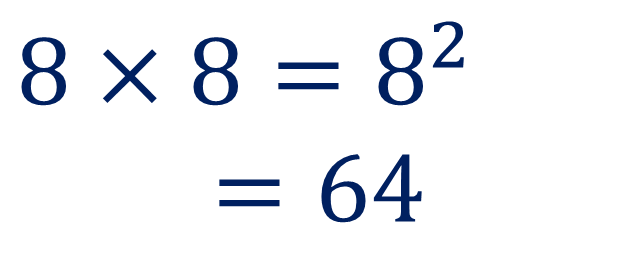 8 × 8 = 8²
= 64